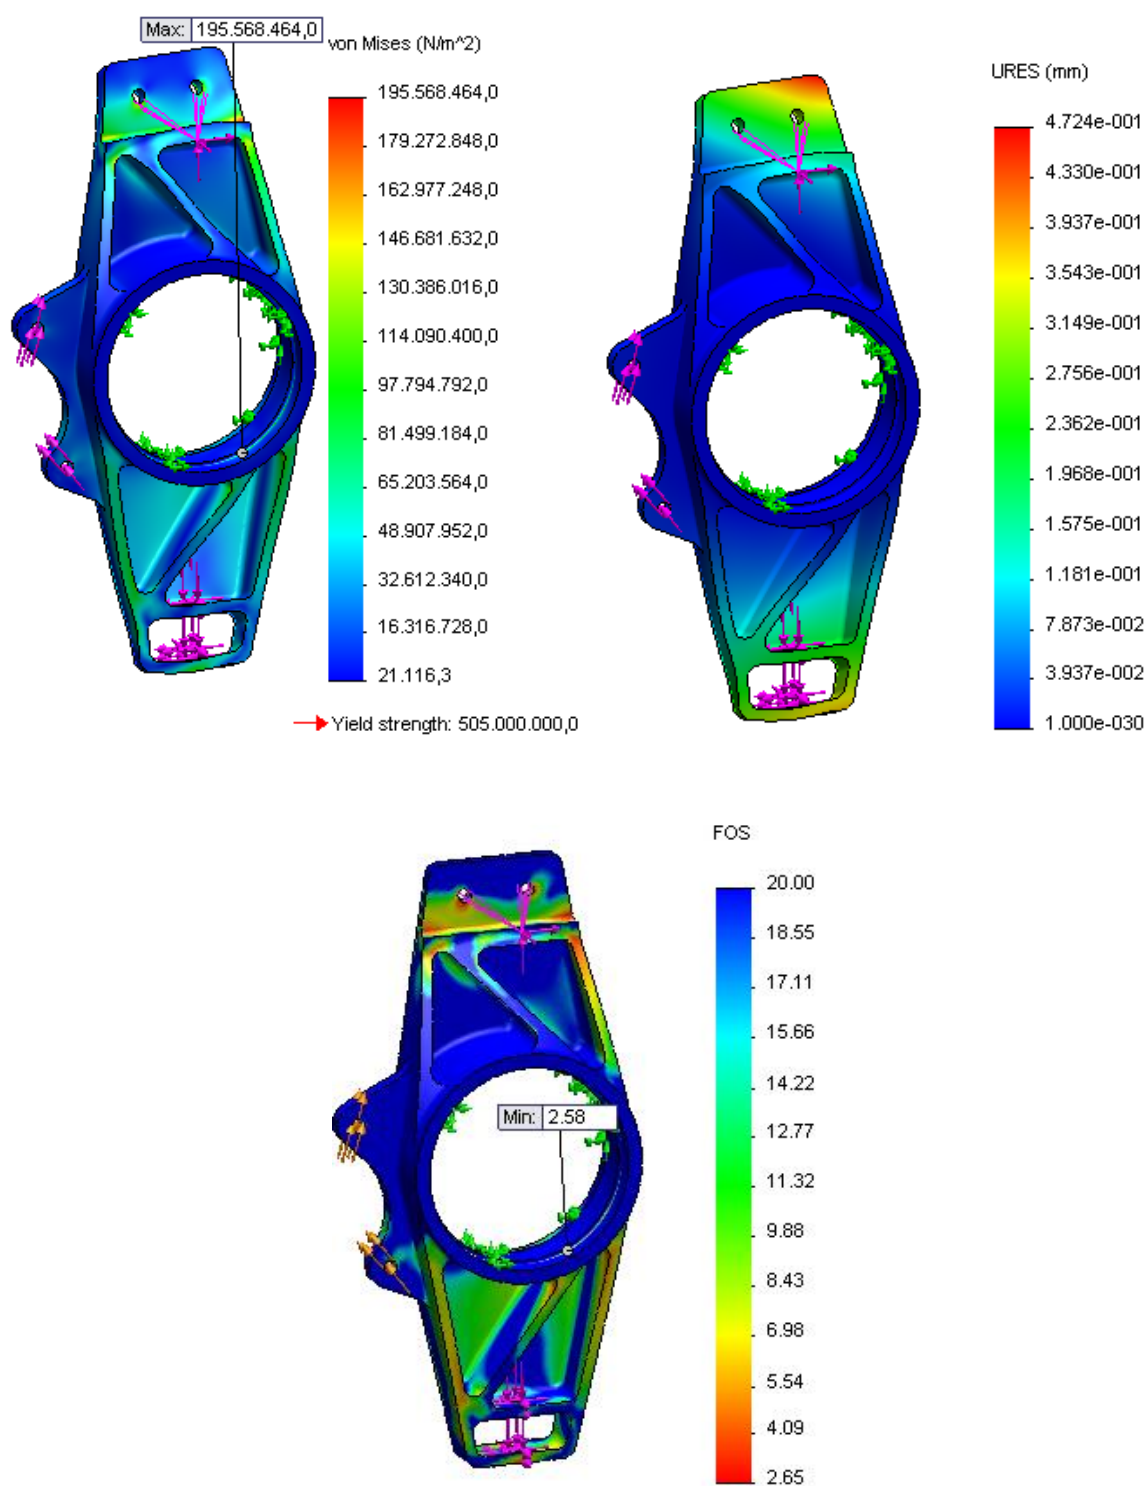 Max: 195.568.464,0
von Mises (N/m^2)
195.568.464,0
179.272.848,0
162.977.248,0
146.681.632,0
130.386.016,0
114.090.400,0
97.794.792,0
81.499.184,0
65.203.564,0
48.907.952,0
32.612.340,0
16.316.728,0
21.116,3
Yield strength: 505.000.000,0
URES (mm)
4.724e-001
4.330e-001
3.937e-001
3.543e-001
3.149e-001
2.756e-001
2.362e-001
1.968e-001
1.575e-001
1.181e-001
7.873e-002
3.937e-002
1.000e-030
FOS
20.00
18.55
17.11
15.66
14.22
12.77
11.32
9.88
8.43
6.98
5.54
4.09
2.65
Min: 2.58